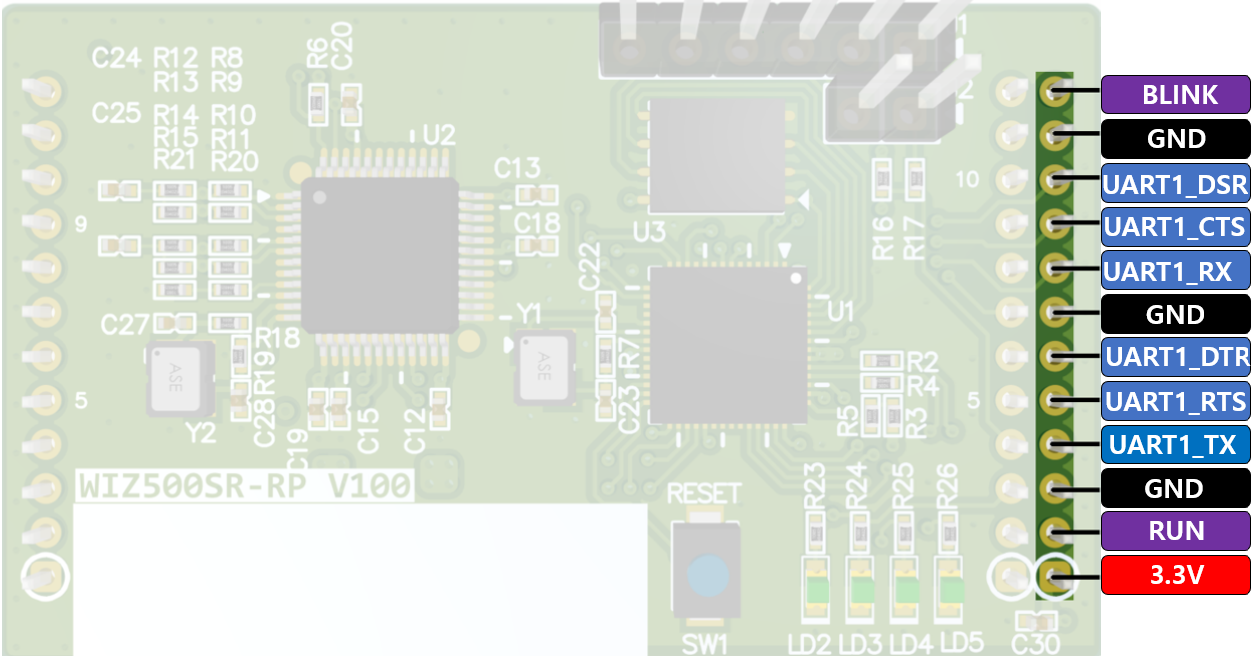 C24 R12 R8
R13 R9
C25 R14 R10
R15 R11
R21 R20
R6
C20
U2
C13
C18
9
1
2
10
U3
R16
R17
C22
Y1
U1
C27
R18
R19
C28
ASE
ASE
R7
R2
R4
R5
R3
5
5
Y2
C19
C15
C12
C23
WIZ500SR-RP V100
RESET
SW1
R23
R24
R25
R26
LD2
LD3
LD4
LD5
C30
BLINK
GND
UART1_DSR
UART1_CTS
UART1_RX
GND
UART1_DTR
UART1_RTS
UART1_TX
GND
RUN
3.3V